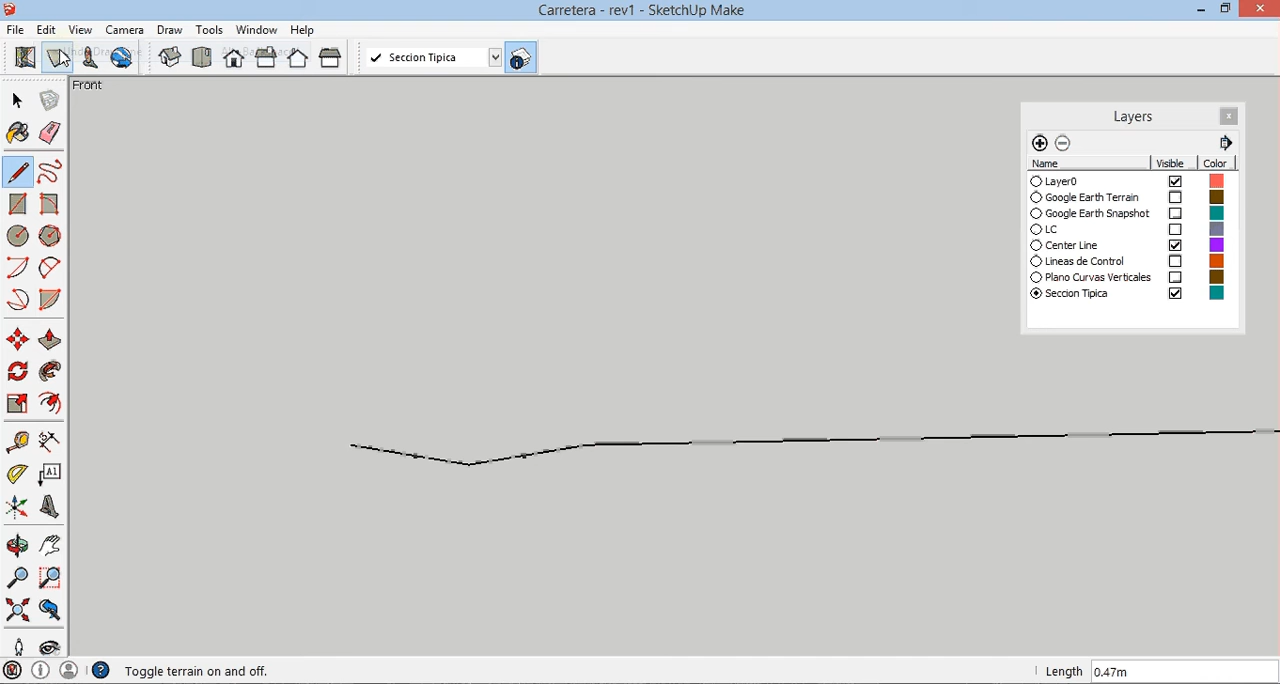 Carretera - rev1 - SketchUp Make
File Edit View Camera Draw Tools Window Help
Seccion Tipica
Front
Layers
Name Visible Color
Layer0
Google Earth Terrain
Google Earth Snapshot
LC
Center Line
Lineas de Control
Plano Curvas Verticales
Seccion Tipica
A1
Toggle terrain on and off.
Length 0.47m